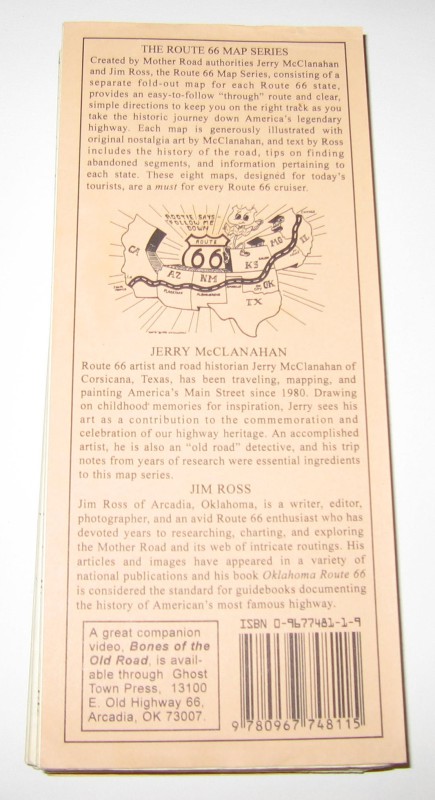 THE ROUTE 66 MAP SERIES
Created by Mother Road authorities Jerry McClanahan
and Jim Ross, the Route 66 Map Series, consisting of a
separate fold-out map for each Route 66 state,
provides an easy-to-follow "through" route and clear,
simple directions to keep you on the right track as you
take the historic journey down America's legendary
highway. Each map is generously illustrated with
original nostalgia art by McClanahan, and text by Ross
includes the history of the road, tips on finding
abandoned segments, and information pertaining to
each state. These eight maps, designed for today's
tourists, are a must for every Route 66 cruiser.
ROOTIE SAYS-
FOLLOW ME
DOWN
ROUTE
66
CA
AZ
NM
TX
OK
KS
MO
IL
JERRY McCLANAHAN
Route 66 artist and road historian Jerry McClanahan of
Corsicana, Texas, has been traveling, mapping, and
painting America's Main Street since 1980. Drawing
on childhood memories for inspiration, Jerry sees his
art as a contribution to the commemoration and
celebration of our highway heritage. An accomplished
artist, he is also an "old road" detective, and his trip
notes from years of research were essential ingredients
to this map series.
JIM ROSS
Jim Ross of Arcadia, Oklahoma, is a writer, editor,
photographer, and an avid Route 66 enthusiast who has
devoted years to researching, charting, and exploring
the Mother Road and its web of intricate routings. His
articles and images have appeared in a variety of
national publications and his book Oklahoma Route 66
is considered the standard for guidebooks documenting
the history of American's most famous highway.
A great companion
video, Bones of the
Old Road, is avail-
able through Ghost
Town Press, 13100
E. Old Highway 66,
Arcadia, OK 73007.
ISBN 0-9677481-1-9
9 780967 748115